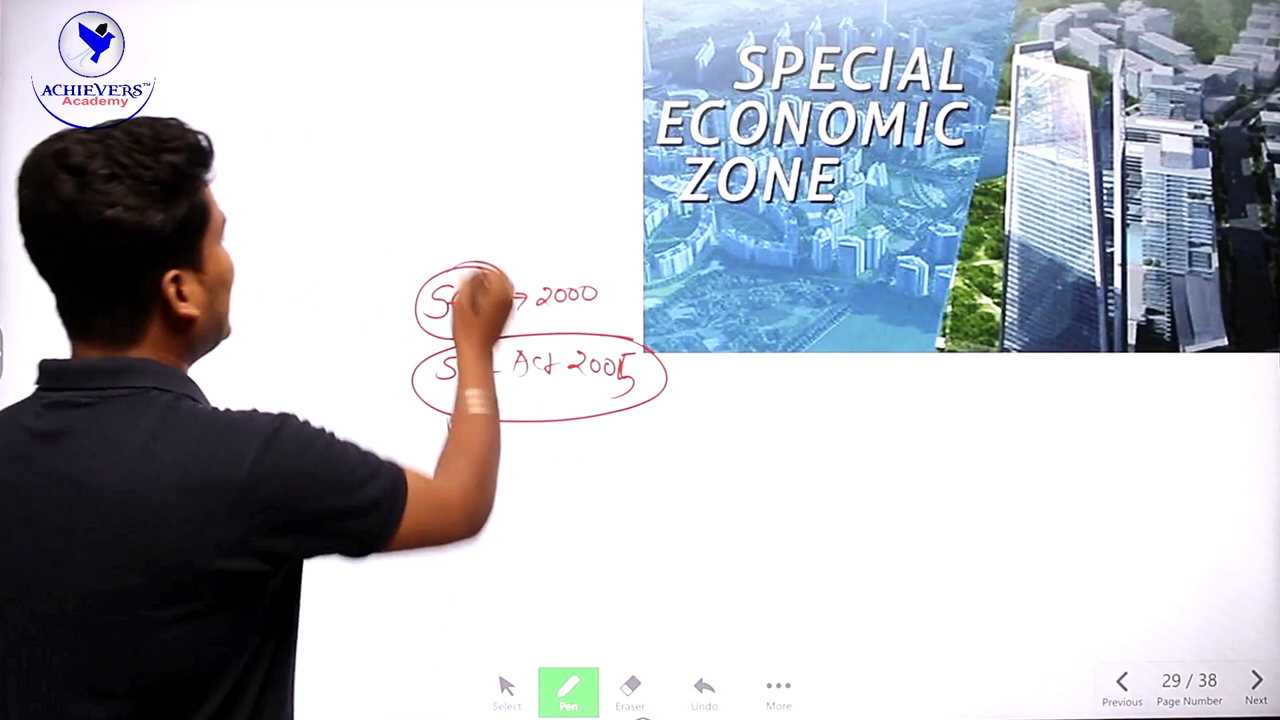 ACHIEVERS™
Academy
SPECIAL
ECONOMIC
ZONE
→ 2000
Act 2005
Select
Pen
Eraser
Undo
More
Previous
29 / 38
Page Number
Next